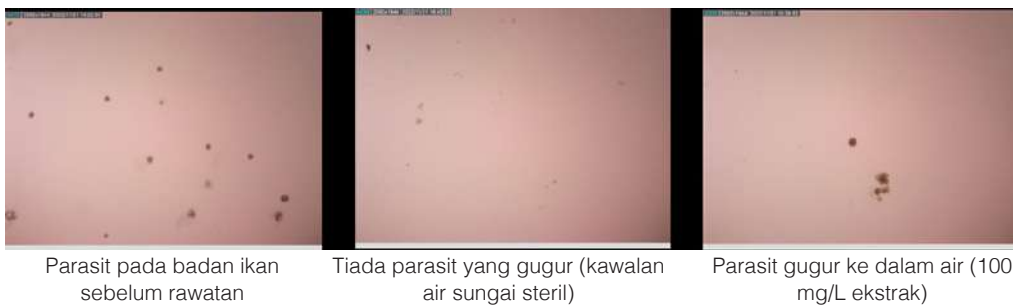 Parasit pada badan ikan
sebelum rawatan
Tiada parasit yang gugur (kawalan
air sungai steril)
Parasit gugur ke dalam air (100
mg/L ekstrak)